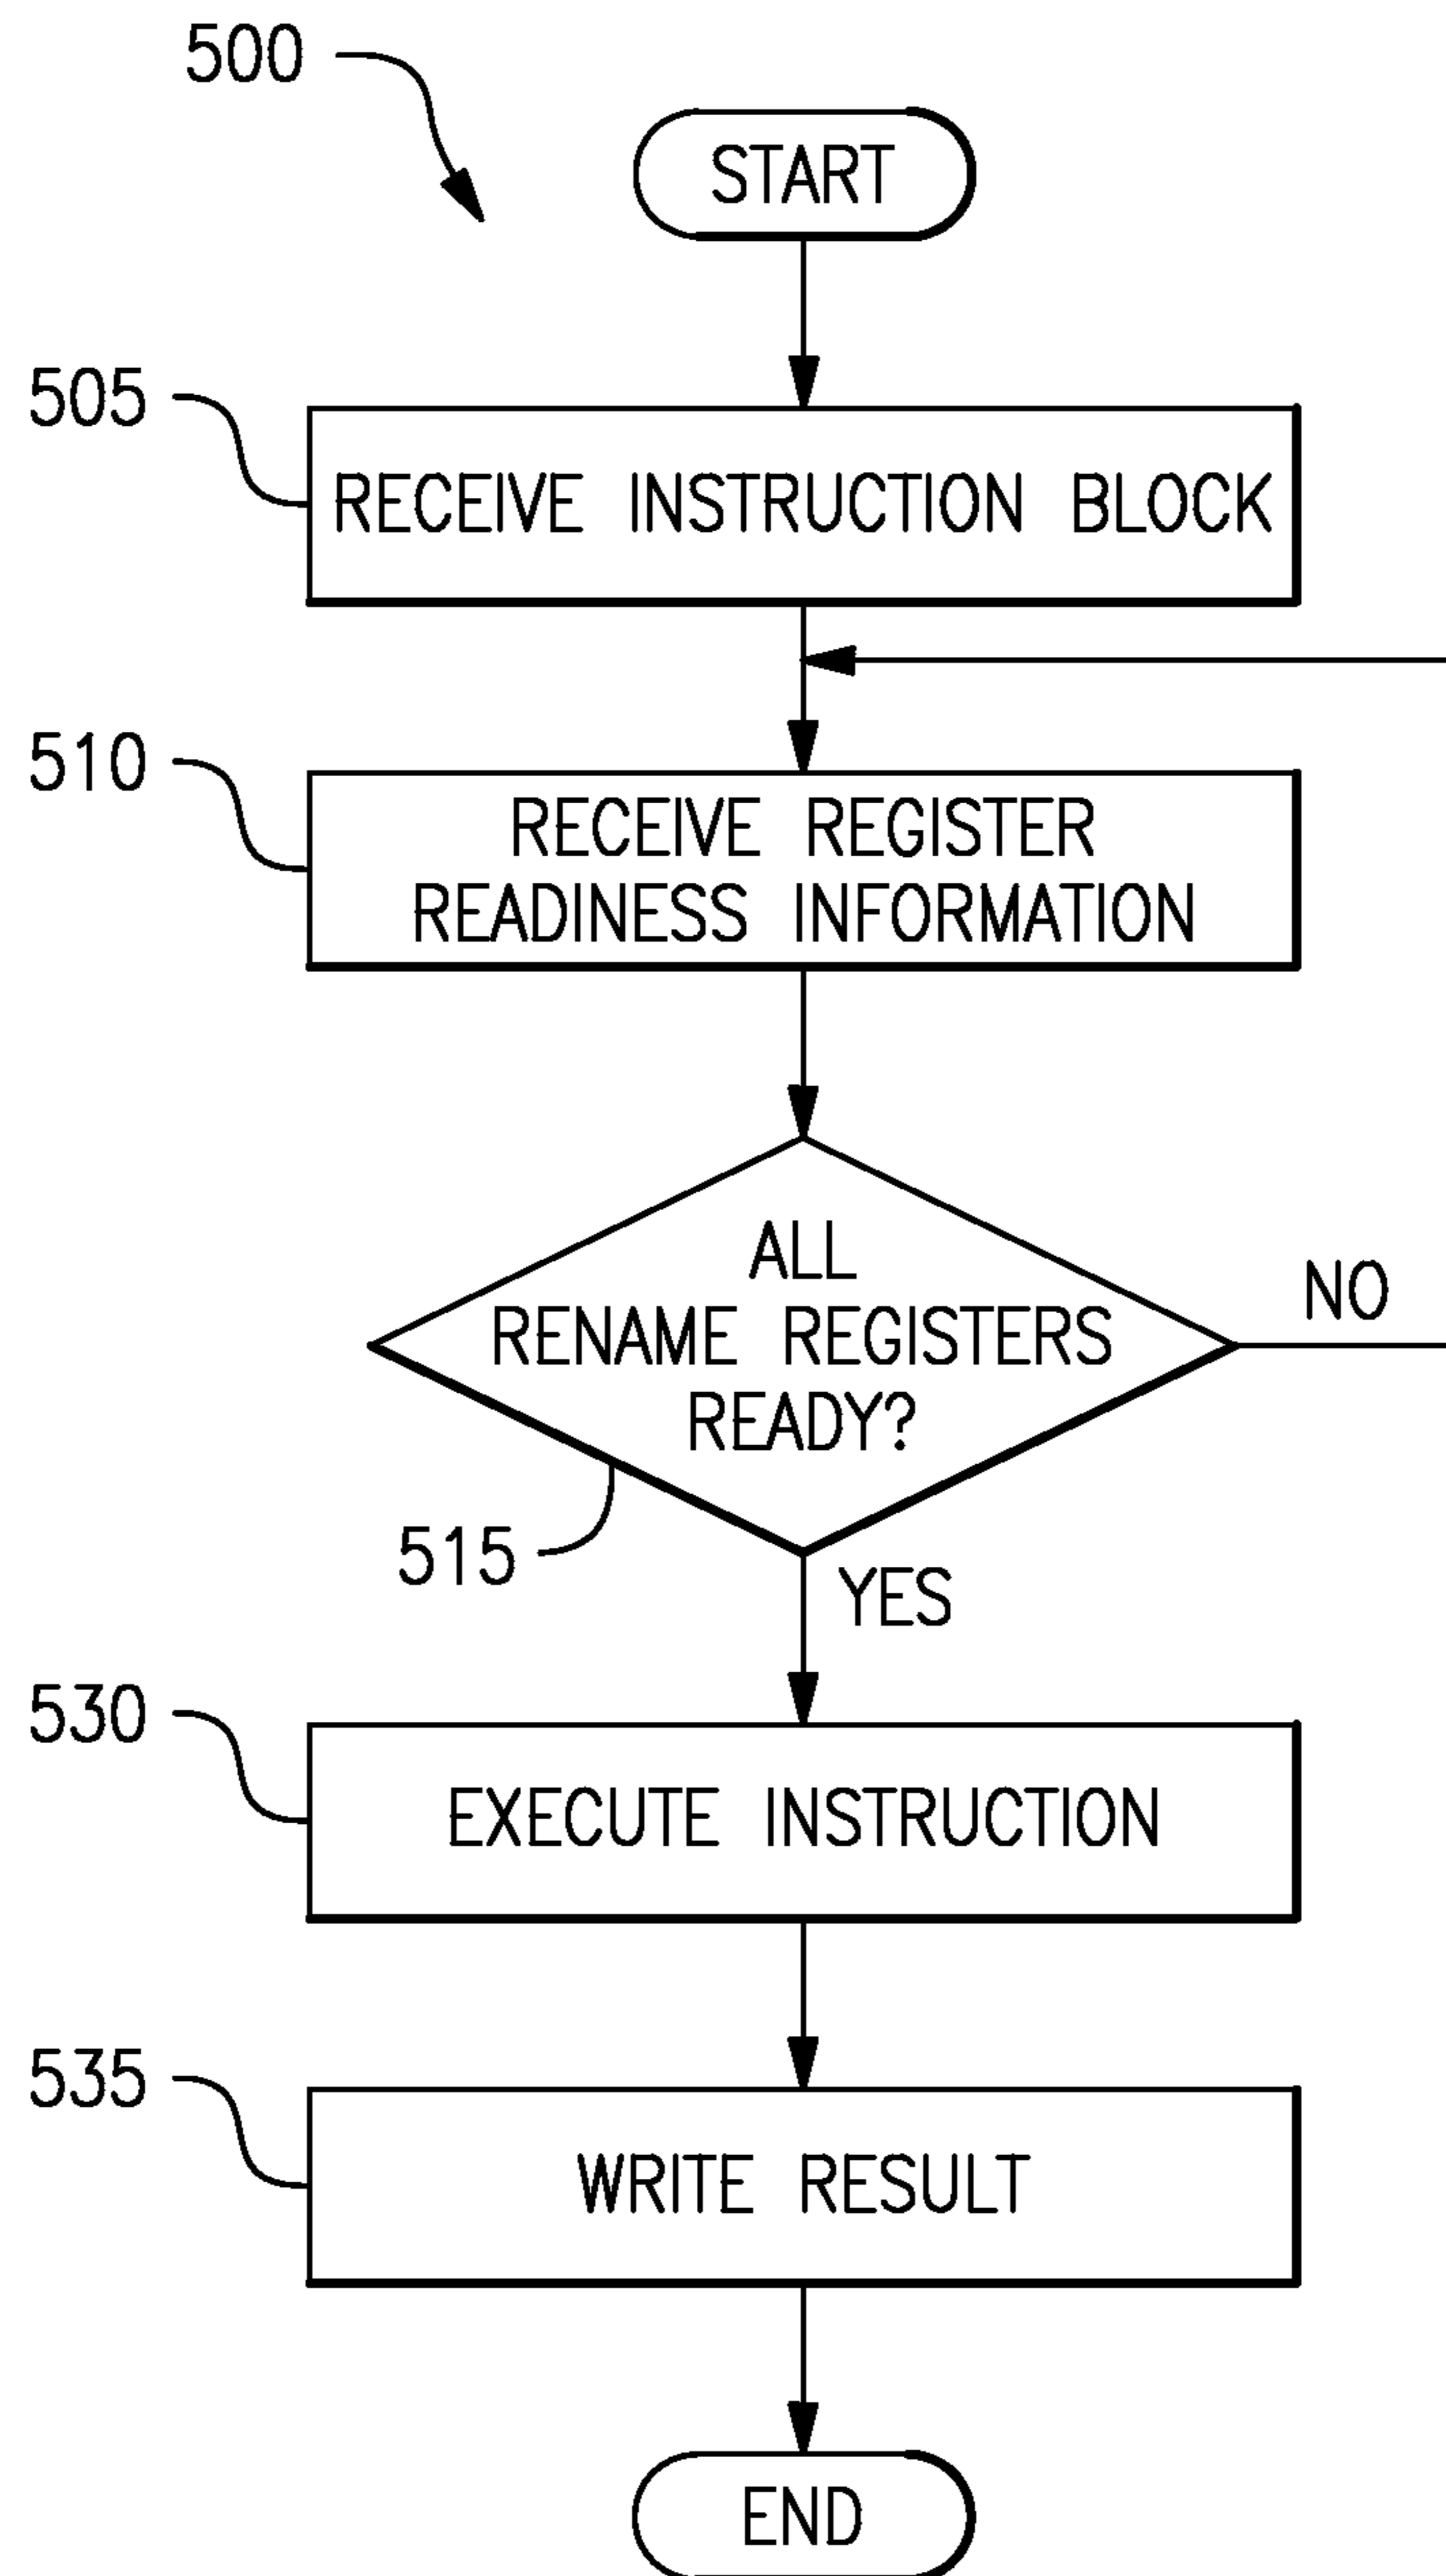 500
START
505
RECEIVE INSTRUCTION BLOCK
510
RECEIVE REGISTER
READINESS INFORMATION
ALL
RENAME REGISTERS
READY?
NO
515
YES
530
EXECUTE INSTRUCTION
535
WRITE RESULT
END